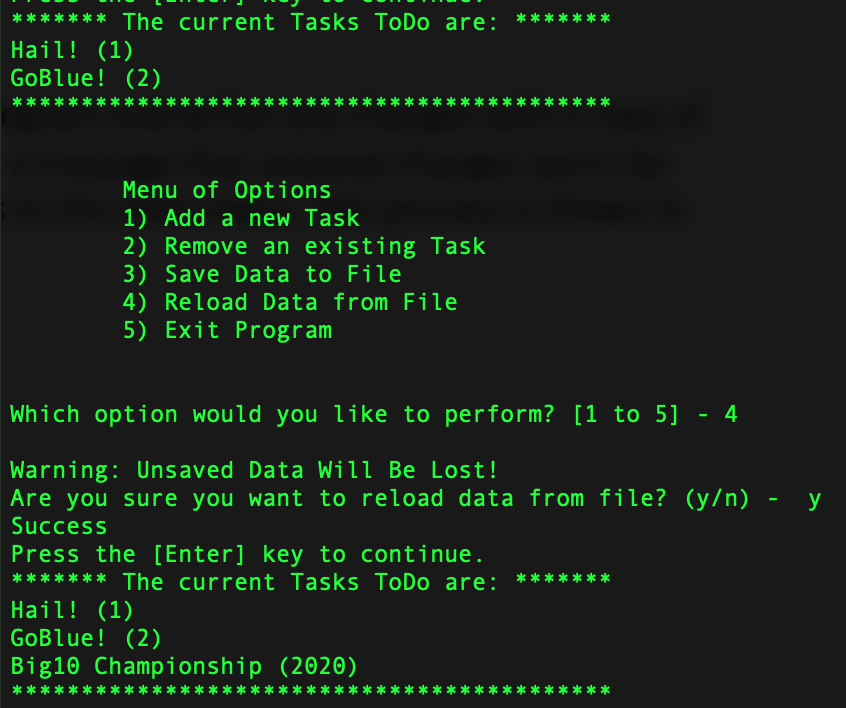 Press the [Enter] key to continue.
******* The current Tasks ToDo are: *******
Hail! (1)
GoBlue! (2)
*******************************************
Menu of Options
1) Add a new Task
2) Remove an existing Task
3) Save Data to File
4) Reload Data from File
5) Exit Program
Which option would you like to perform? [1 to 5] - 4
Warning: Unsaved Data Will Be Lost!
Are you sure you want to reload data from file? (y/n) -  y
Success
Press the [Enter] key to continue.
******* The current Tasks ToDo are: *******
Hail! (1)
GoBlue! (2)
Big10 Championship (2020)
*******************************************